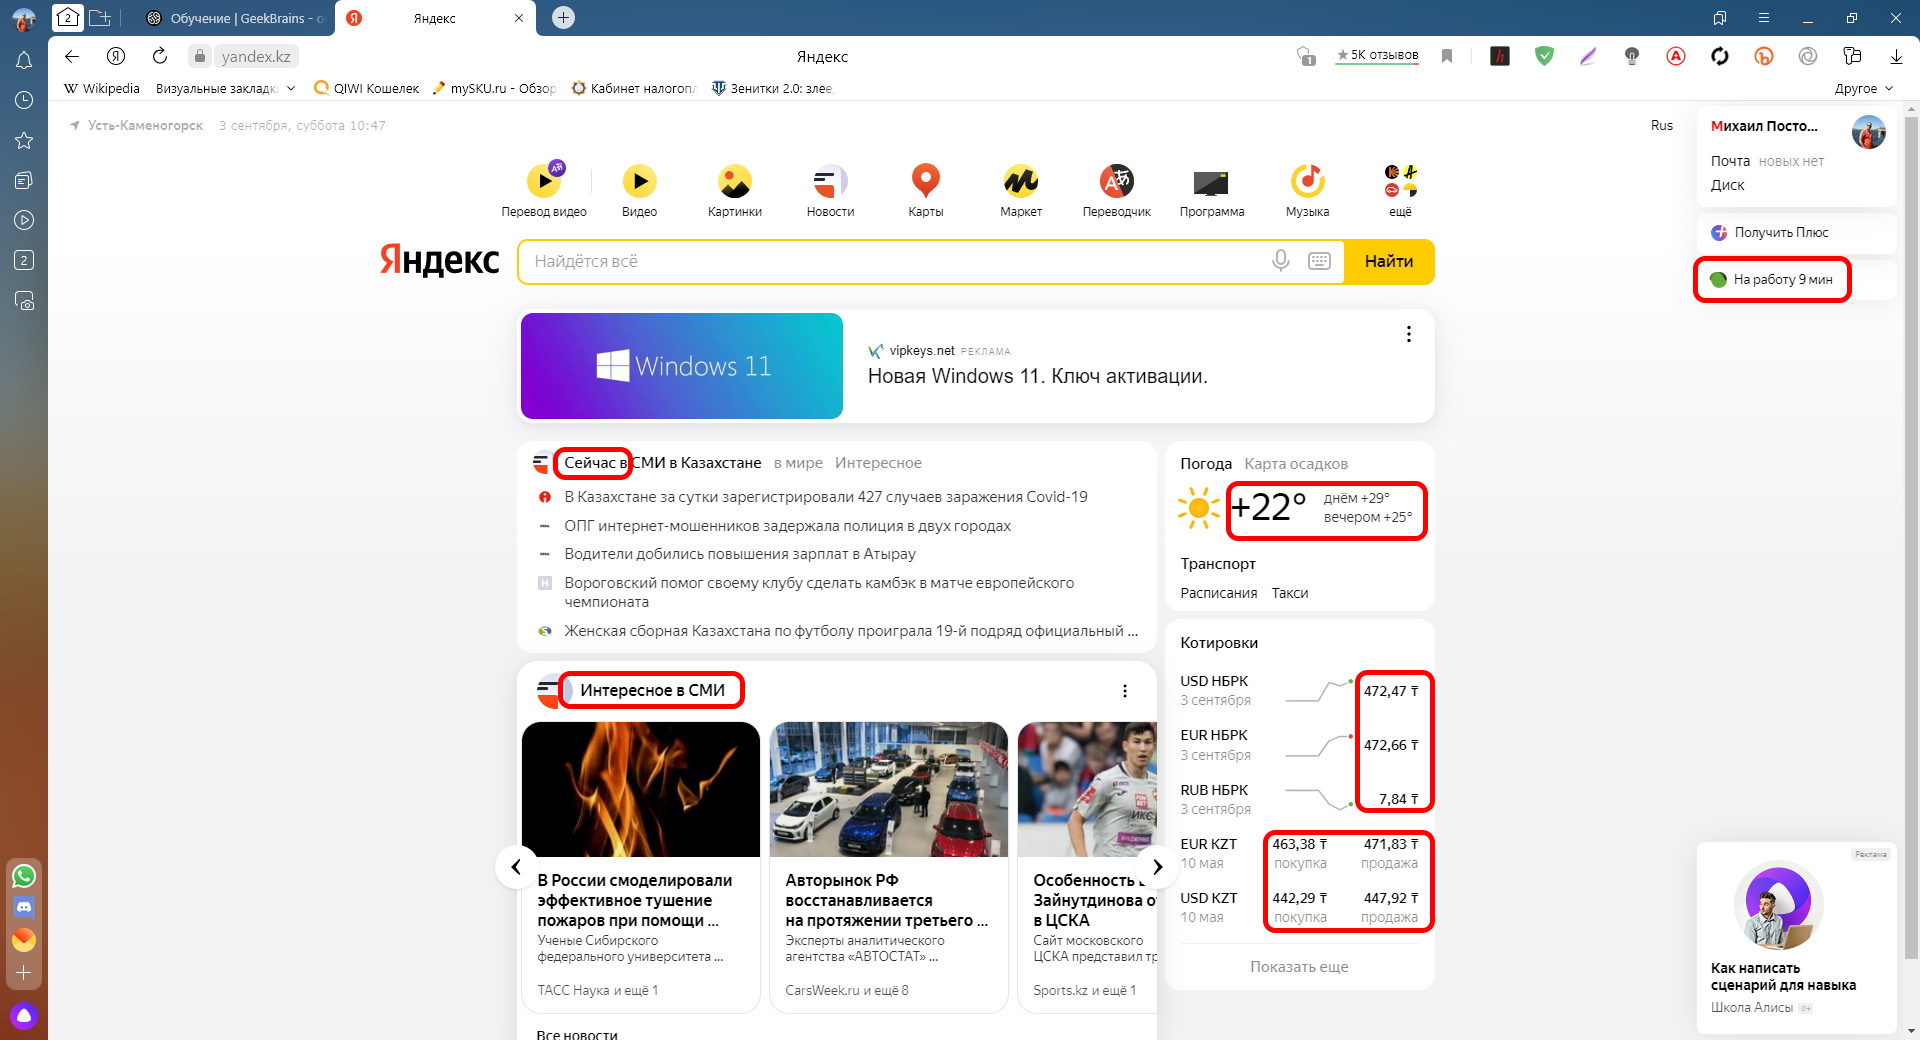 2
Обучение | GeekBrains - о
Яндекс
yandex.kz
Яндекс
1
5К отзывов
Wikipedia
Визуальные закладк
QIWI Кошелек
mySKU.ru - Обзор
Кабинет налогопл
Зенитки 2.0: злее,
Другое
2
Усть-Каменогорск
3 сентября, суббота 10:47
Rus
Михаил Посто...
Почта новых нет
Диск
Получить Плюс
На работу 9 мин
Перевод видео
Видео
Картинки
Новости
Карты
Маркет
Переводчик
Программа
Музыка
ещё
Яндекс
Найдётся всё
Найти
Windows 11
vipkeys.net РЕКЛАМА
Новая Windows 11. Ключ активации.
Сейчас в СМИ в Казахстане в мире Интересное
В Казахстане за сутки зарегистрировали 427 случаев заражения Covid-19
ОПГ интернет-мошенников задержала полиция в двух городах
Водители добились повышения зарплат в Атырау
Вороговский помог своему клубу сделать камбэк в матче европейского
чемпионата
Женская сборная Казахстана по футболу проиграла 19-й подряд официальный ...
Погода Карта осадков
+22°
днём +29°
вечером +25°
Транспорт
Расписания Такси
Котировки
USD НБРК 472,47 ₸
3 сентября
EUR НБРК 472,66 ₸
3 сентября
RUB НБРК 7,84 ₸
3 сентября
EUR KZT 463,38 ₸ 471,83 ₸
10 мая покупка продажа
USD KZT 442,29 ₸ 447,92 ₸
10 мая покупка продажа
Показать еще
Интересное в СМИ
В России смоделировали
эффективное тушение
пожаров при помощи ...
Ученые Сибирского
федерального университета ...
ТАСС Наука и ещё 1
Авторынок РФ
восстанавливается
на протяжении третьего ...
Эксперты аналитического
агентства «АВТОСТАТ» ...
CarsWeek.ru и ещё 8
Особенность
Зайнутдинова о
в ЦСКА
Сайт московского
ЦСКА представил тр
Sports.kz и ещё 1
Все новости
Реклама
Как написать
сценарий для навыка
Школа Алисы 0+